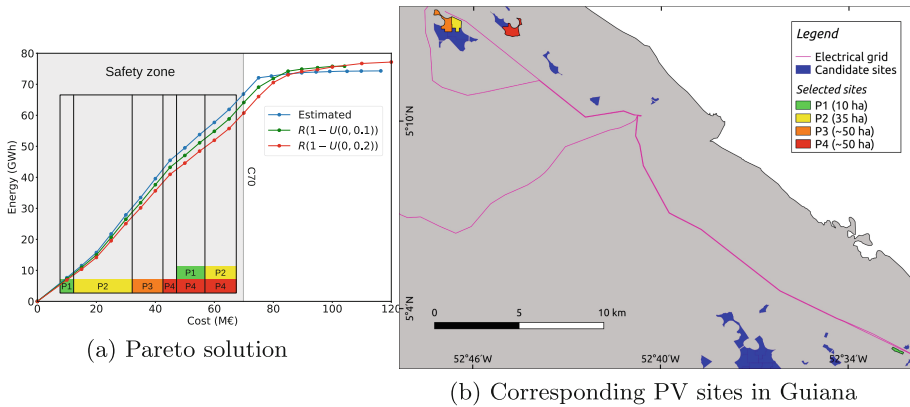 80
70
60
50
40
30
20
10
0
Energy (GWh)
Safety zone
Estimated
R(1 − U(0, 0.1))
R(1 − U(0, 0.2))
C70
P1
P2
P1
P2
P3
P4
P4
P4
0
20
40
60
80
100
120
Cost (M€)
(a) Pareto solution
Legend
Electrical grid
Candidate sites
Selected sites
P1 (10 ha)
P2 (35 ha)
P3 (~50 ha)
P4 (~50 ha)
5°10'N
5°4'N
0
5
10 km
52°46'W
52°40'W
52°34'W
(b) Corresponding PV sites in Guiana